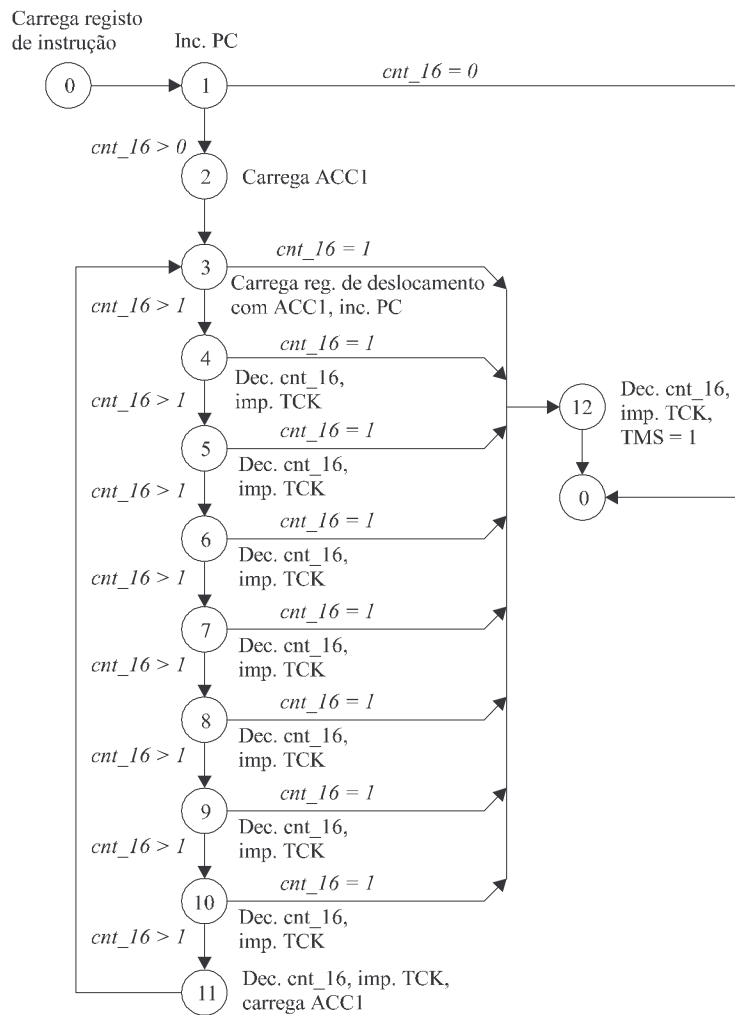 Carrega registo
de instrução
Inc. PC
0
1
cnt_16 = 0
cnt_16 > 0
2
Carrega ACC1
cnt_16 = 1
3
Carrega reg. de deslocamento
com ACC1, inc. PC
cnt_16 > 1
cnt_16 = 1
4
Dec. cnt_16,
imp. TCK
cnt_16 > 1
cnt_16 = 1
5
Dec. cnt_16,
imp. TCK
cnt_16 > 1
cnt_16 = 1
6
Dec. cnt_16,
imp. TCK
cnt_16 > 1
cnt_16 = 1
7
Dec. cnt_16,
imp. TCK
cnt_16 > 1
cnt_16 = 1
8
Dec. cnt_16,
imp. TCK
cnt_16 > 1
cnt_16 = 1
9
Dec. cnt_16,
imp. TCK
cnt_16 > 1
cnt_16 = 1
10
Dec. cnt_16,
imp. TCK
cnt_16 > 1
11
Dec. cnt_16, imp. TCK,
carrega ACC1
12
Dec. cnt_16,
imp. TCK,
TMS = 1
0